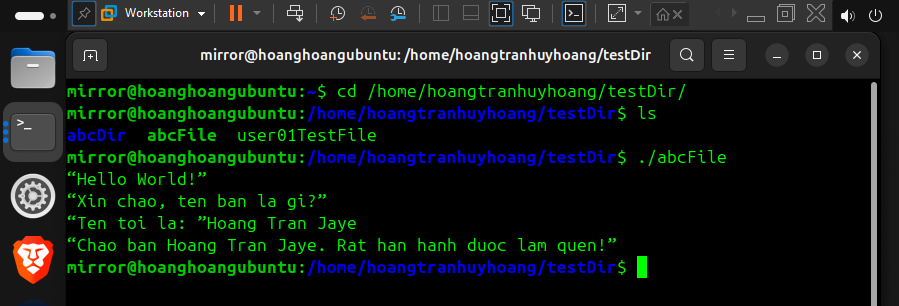 Workstation
mirror@hoanghoangubuntu: /home/hoangtranhuyhoang/testDir
mirror@hoanghoangubuntu:~$ cd /home/hoangtranhuyhoang/testDir/
mirror@hoanghoangubuntu:/home/hoangtranhuyhoang/testDir$ ls
abcDir  abcFile  user01TestFile
mirror@hoanghoangubuntu:/home/hoangtranhuyhoang/testDir$ ./abcFile
“Hello World!”
“Xin chao, ten ban la gi?”
“Ten toi la: ”Hoang Tran Jaye
“Chao ban Hoang Tran Jaye. Rat han hanh duoc lam quen!”
mirror@hoanghoangubuntu:/home/hoangtranhuyhoang/testDir$